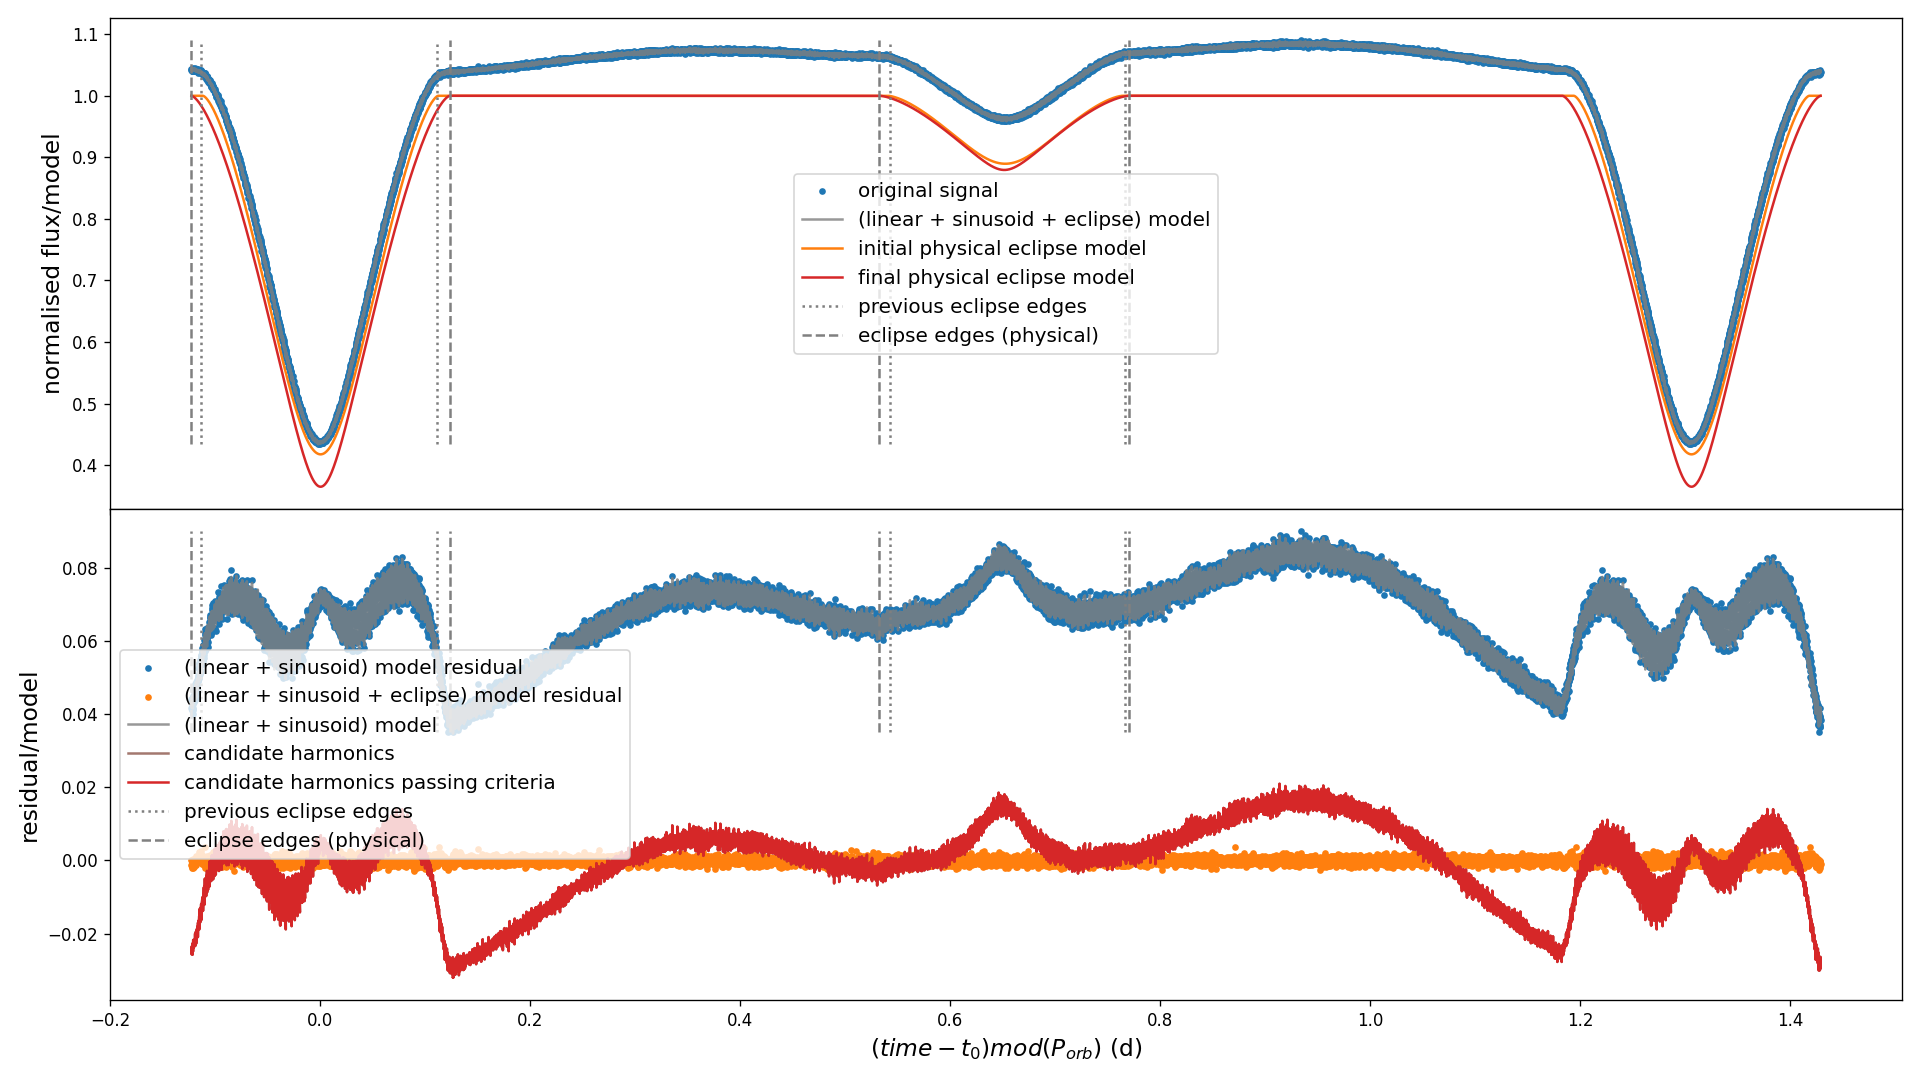 1.1
1.0
0.9
0.8
0.7
0.6
0.5
0.4
normalised flux/model
original signal
(linear + sinusoid + eclipse) model
initial physical eclipse model
final physical eclipse model
previous eclipse edges
eclipse edges (physical)
0.08
0.06
0.04
0.02
0.00
−0.02
residual/model
(linear + sinusoid) model residual
(linear + sinusoid + eclipse) model residual
(linear + sinusoid) model
candidate harmonics
candidate harmonics passing criteria
previous eclipse edges
eclipse edges (physical)
−0.2 0.0 0.2 0.4 0.6 0.8 1.0 1.2 1.4
(time − t₀)mod(P_orb) (d)